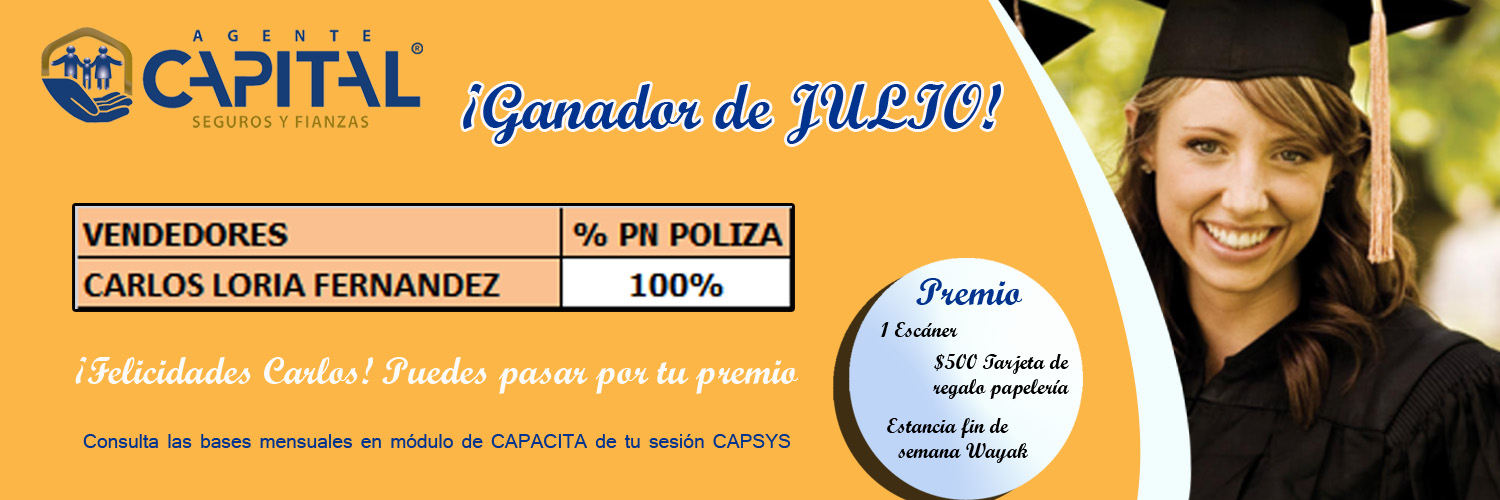 AGENTE
CAPITAL®
SEGUROS Y FIANZAS
¡Ganador de JULIO!
VENDEDORES % PN POLIZA
CARLOS LORIA FERNANDEZ 100%
¡Felicidades Carlos! Puedes pasar por tu premio
Consulta las bases mensuales en módulo de CAPACITA de tu sesión CAPSYS
Premio
1 Escáner
$500 Tarjeta de
regalo papelería
Estancia fin de
semana Wayak